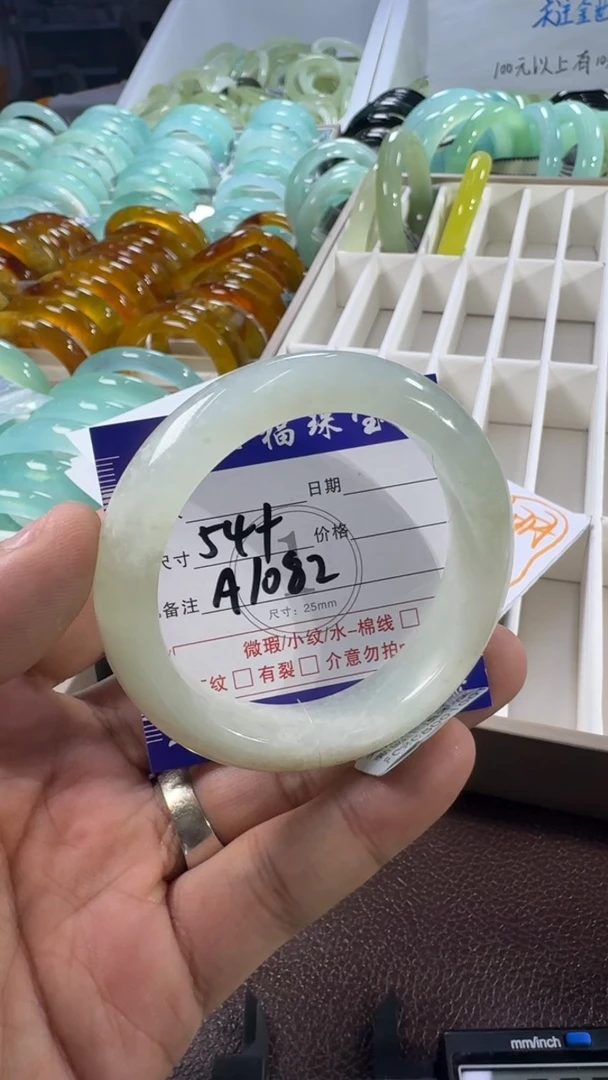 100元以上有
福珠宝
日期
尺寸 54+ 价格
备注 A1082
尺寸：25mm
微瑕/小纹/水-棉线□
纹□有裂□介意勿拍
mm/inch